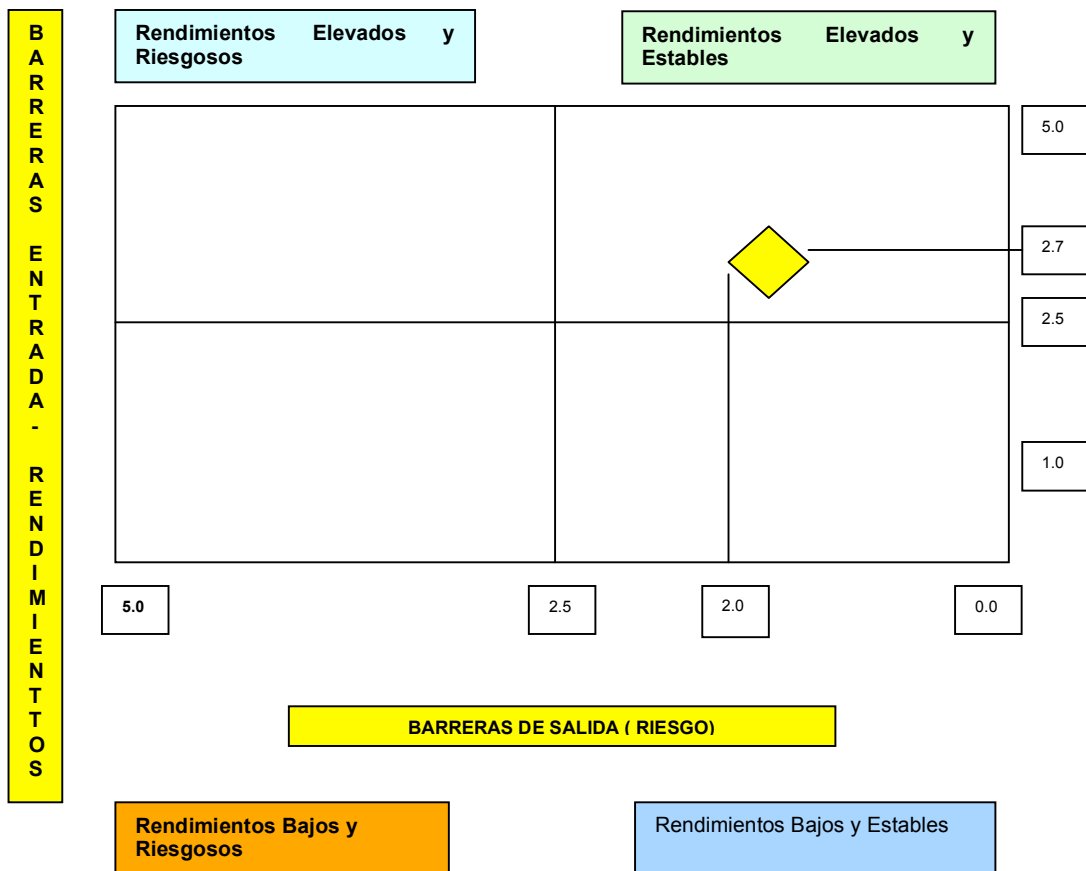 BARRERAS ENTRADA- RENDIMIENTTOS
Rendimientos Elevados y
Riesgosos
Rendimientos Elevados y
Estables
5.0
2.7
2.5
1.0
5.0
2.5
2.0
0.0
BARRERAS DE SALIDA ( RIESGO)
Rendimientos Bajos y
Riesgosos
Rendimientos Bajos y Estables